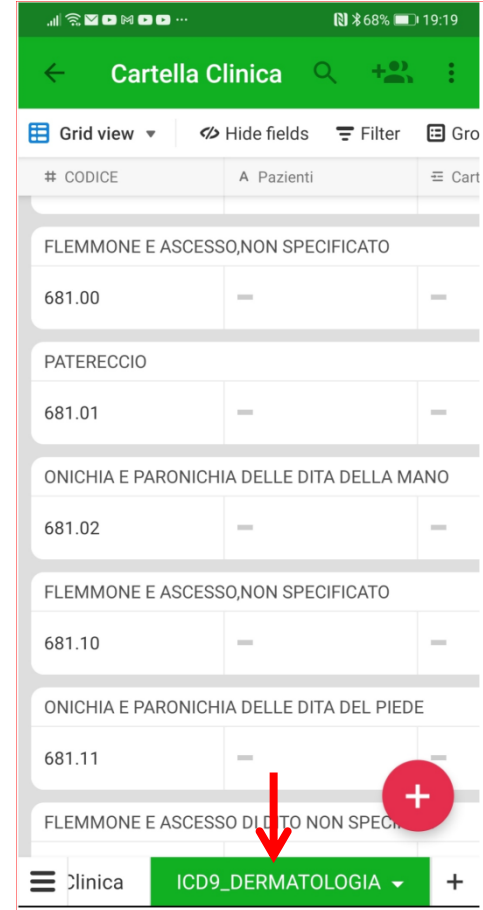 68% 19:19
Cartella Clinica
Grid view Hide fields Filter Gro
# CODICE A Pazienti Cart
FLEMMONE E ASCESSO,NON SPECIFICATO
681.00
PATERECCIO
681.01
ONICHIA E PARONICHIA DELLE DITA DELLA MANO
681.02
FLEMMONE E ASCESSO,NON SPECIFICATO
681.10
ONICHIA E PARONICHIA DELLE DITA DEL PIEDE
681.11
FLEMMONE E ASCESSO DI DITO NON
Clinica ICD9_DERMATOLOGIA +